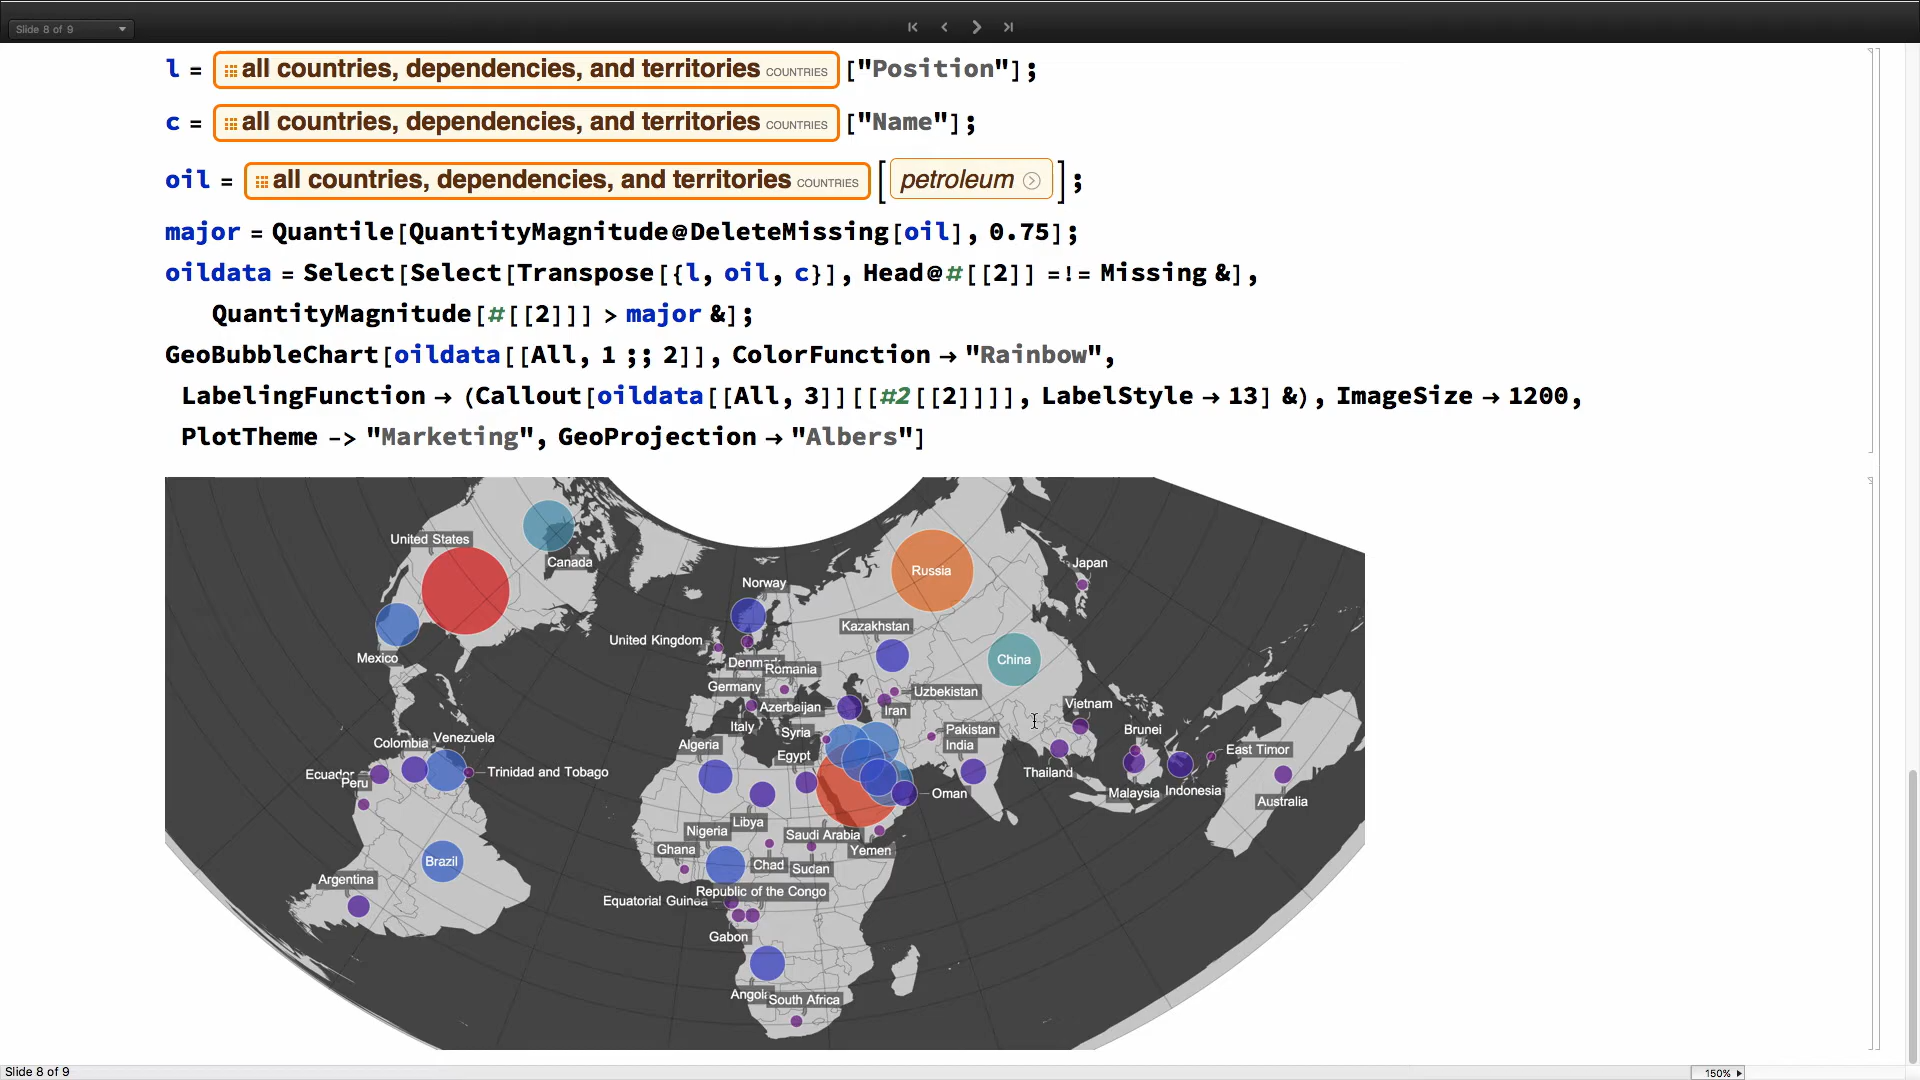 Slide 8 of 9
l = all countries, dependencies, and territories COUNTRIES ["Position"];
c = all countries, dependencies, and territories COUNTRIES ["Name"];
oil = all countries, dependencies, and territories COUNTRIES [petroleum];
major = Quantile[QuantityMagnitude@DeleteMissing[oil], 0.75];
oildata = Select[Select[Transpose[{l, oil, c}], Head@#[[2]] =!= Missing &],
QuantityMagnitude[#[[2]]] > major &];
GeoBubbleChart[oildata[[All, 1 ;; 2]], ColorFunction → "Rainbow",
LabelingFunction → (Callout[oildata[[All, 3]][[#2[[2]]]], LabelStyle → 13] &), ImageSize → 1200,
PlotTheme -> "Marketing", GeoProjection → "Albers"]
United States
Canada
Norway
Russia
Japan
Kazakhstan
United Kingdom
Mexico
China
Denm
Romania
Germany
Uzbekistan
Azerbaijan
Iran
Vietnam
Italy
Syria
Pakistan
India
Brunei
Colombia
Venezuela
Algeria
Egypt
East Timor
Ecuador
Peru
Trinidad and Tobago
Thailand
Oman
Malaysia
Indonesia
Australia
Libya
Nigeria
Saudi Arabia
Ghana
Yemen
Brazil
Chad
Sudan
Argentina
Republic of the Congo
Equatorial Guinea
Gabon
Angola
South Africa
Slide 8 of 9
150%